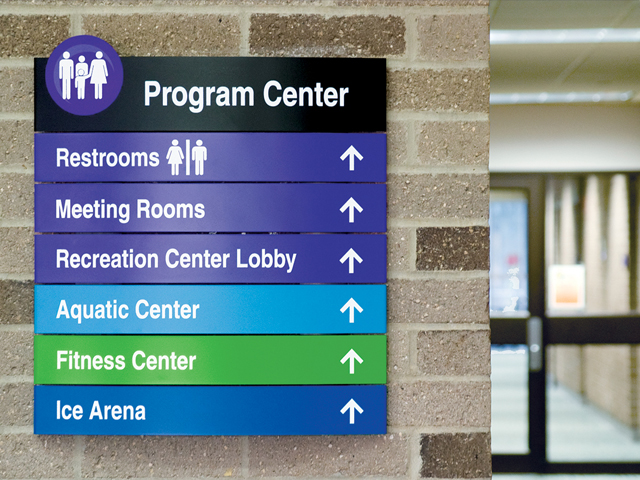 Program Center
Restrooms
Meeting Rooms
Recreation Center Lobby
Aquatic Center
Fitness Center
Ice Arena